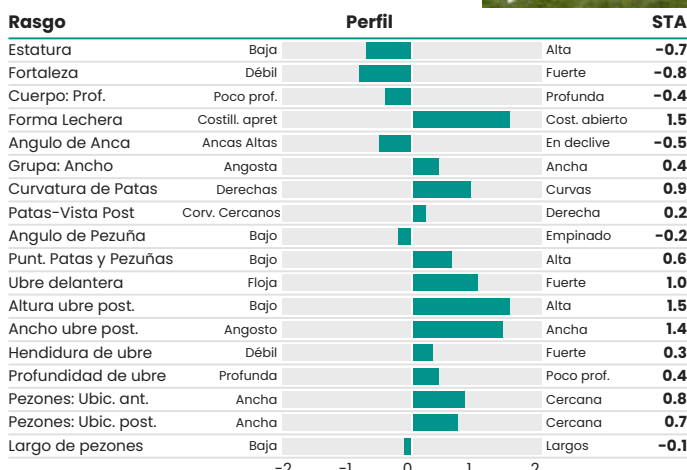 Rasgo Perfil STA
Estatura Baja Alta -0.7
Fortaleza Débil Fuerte -0.8
Cuerpo: Prof. Poco prof. Profunda -0.4
Forma Lechera Costill. apret Cost. abierto 1.5
Angulo de Anca Ancas Altas En declive -0.5
Grupa: Ancho Angosta Ancha 0.4
Curvatura de Patas Derechas Curvas 0.9
Patas-Vista Post Corv. Cercanos Derecha 0.2
Angulo de Pezuña Bajo Empinado -0.2
Punt. Patas y Pezuñas Bajo Alta 0.6
Ubre delantera Floja Fuerte 1.0
Altura ubre post. Bajo Alta 1.5
Ancho ubre post. Angosto Ancha 1.4
Hendidura de ubre Débil Fuerte 0.3
Profundidad de ubre Profunda Poco prof. 0.4
Pezones: Ubic. ant. Ancha Cercana 0.8
Pezones: Ubic. post. Ancha Cercana 0.7
Largo de pezones Baja Largos -0.1
-2 -1 0 1 2